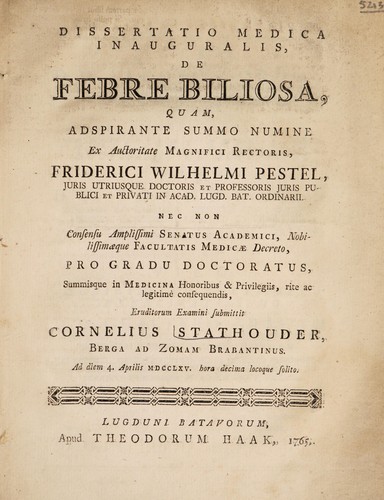 5203
DISSERTATIO MEDICA
INAUGURALIS,
DE
FEBRE BILIOSA,
QUAM,
ADSPIRANTE SUMMO NUMINE
Ex Auctoritate MAGNIFICI RECTORIS,
FRIDERICI WILHELMI PESTEL,
JURIS UTRIUSQUE DOCTORIS ET PROFESSORIS JURIS PU-
BLICI ET PRIVATI IN ACAD. LUGD. BAT. ORDINARII.
NEC NON
Consensu Amplissimi SENATUS ACADEMICI, Nobi-
lissimæque FACULTATIS MEDICÆ Decreto,
PRO GRADU DOCTORATUS,
Summisque in MEDICINA Honoribus & Privilegiis, rite ac
legitimè consequendis,
Eruditorum Examini submittit
CORNELIUS STATHOUDER,
BERGA AD ZOMAM BRABANTINUS.
Ad diem 4. Aprilis MDCCLXV. hora decima locoque solito.
LUGDUNI BATAVORUM,
Apud THEODORUM HAAK, 1765.